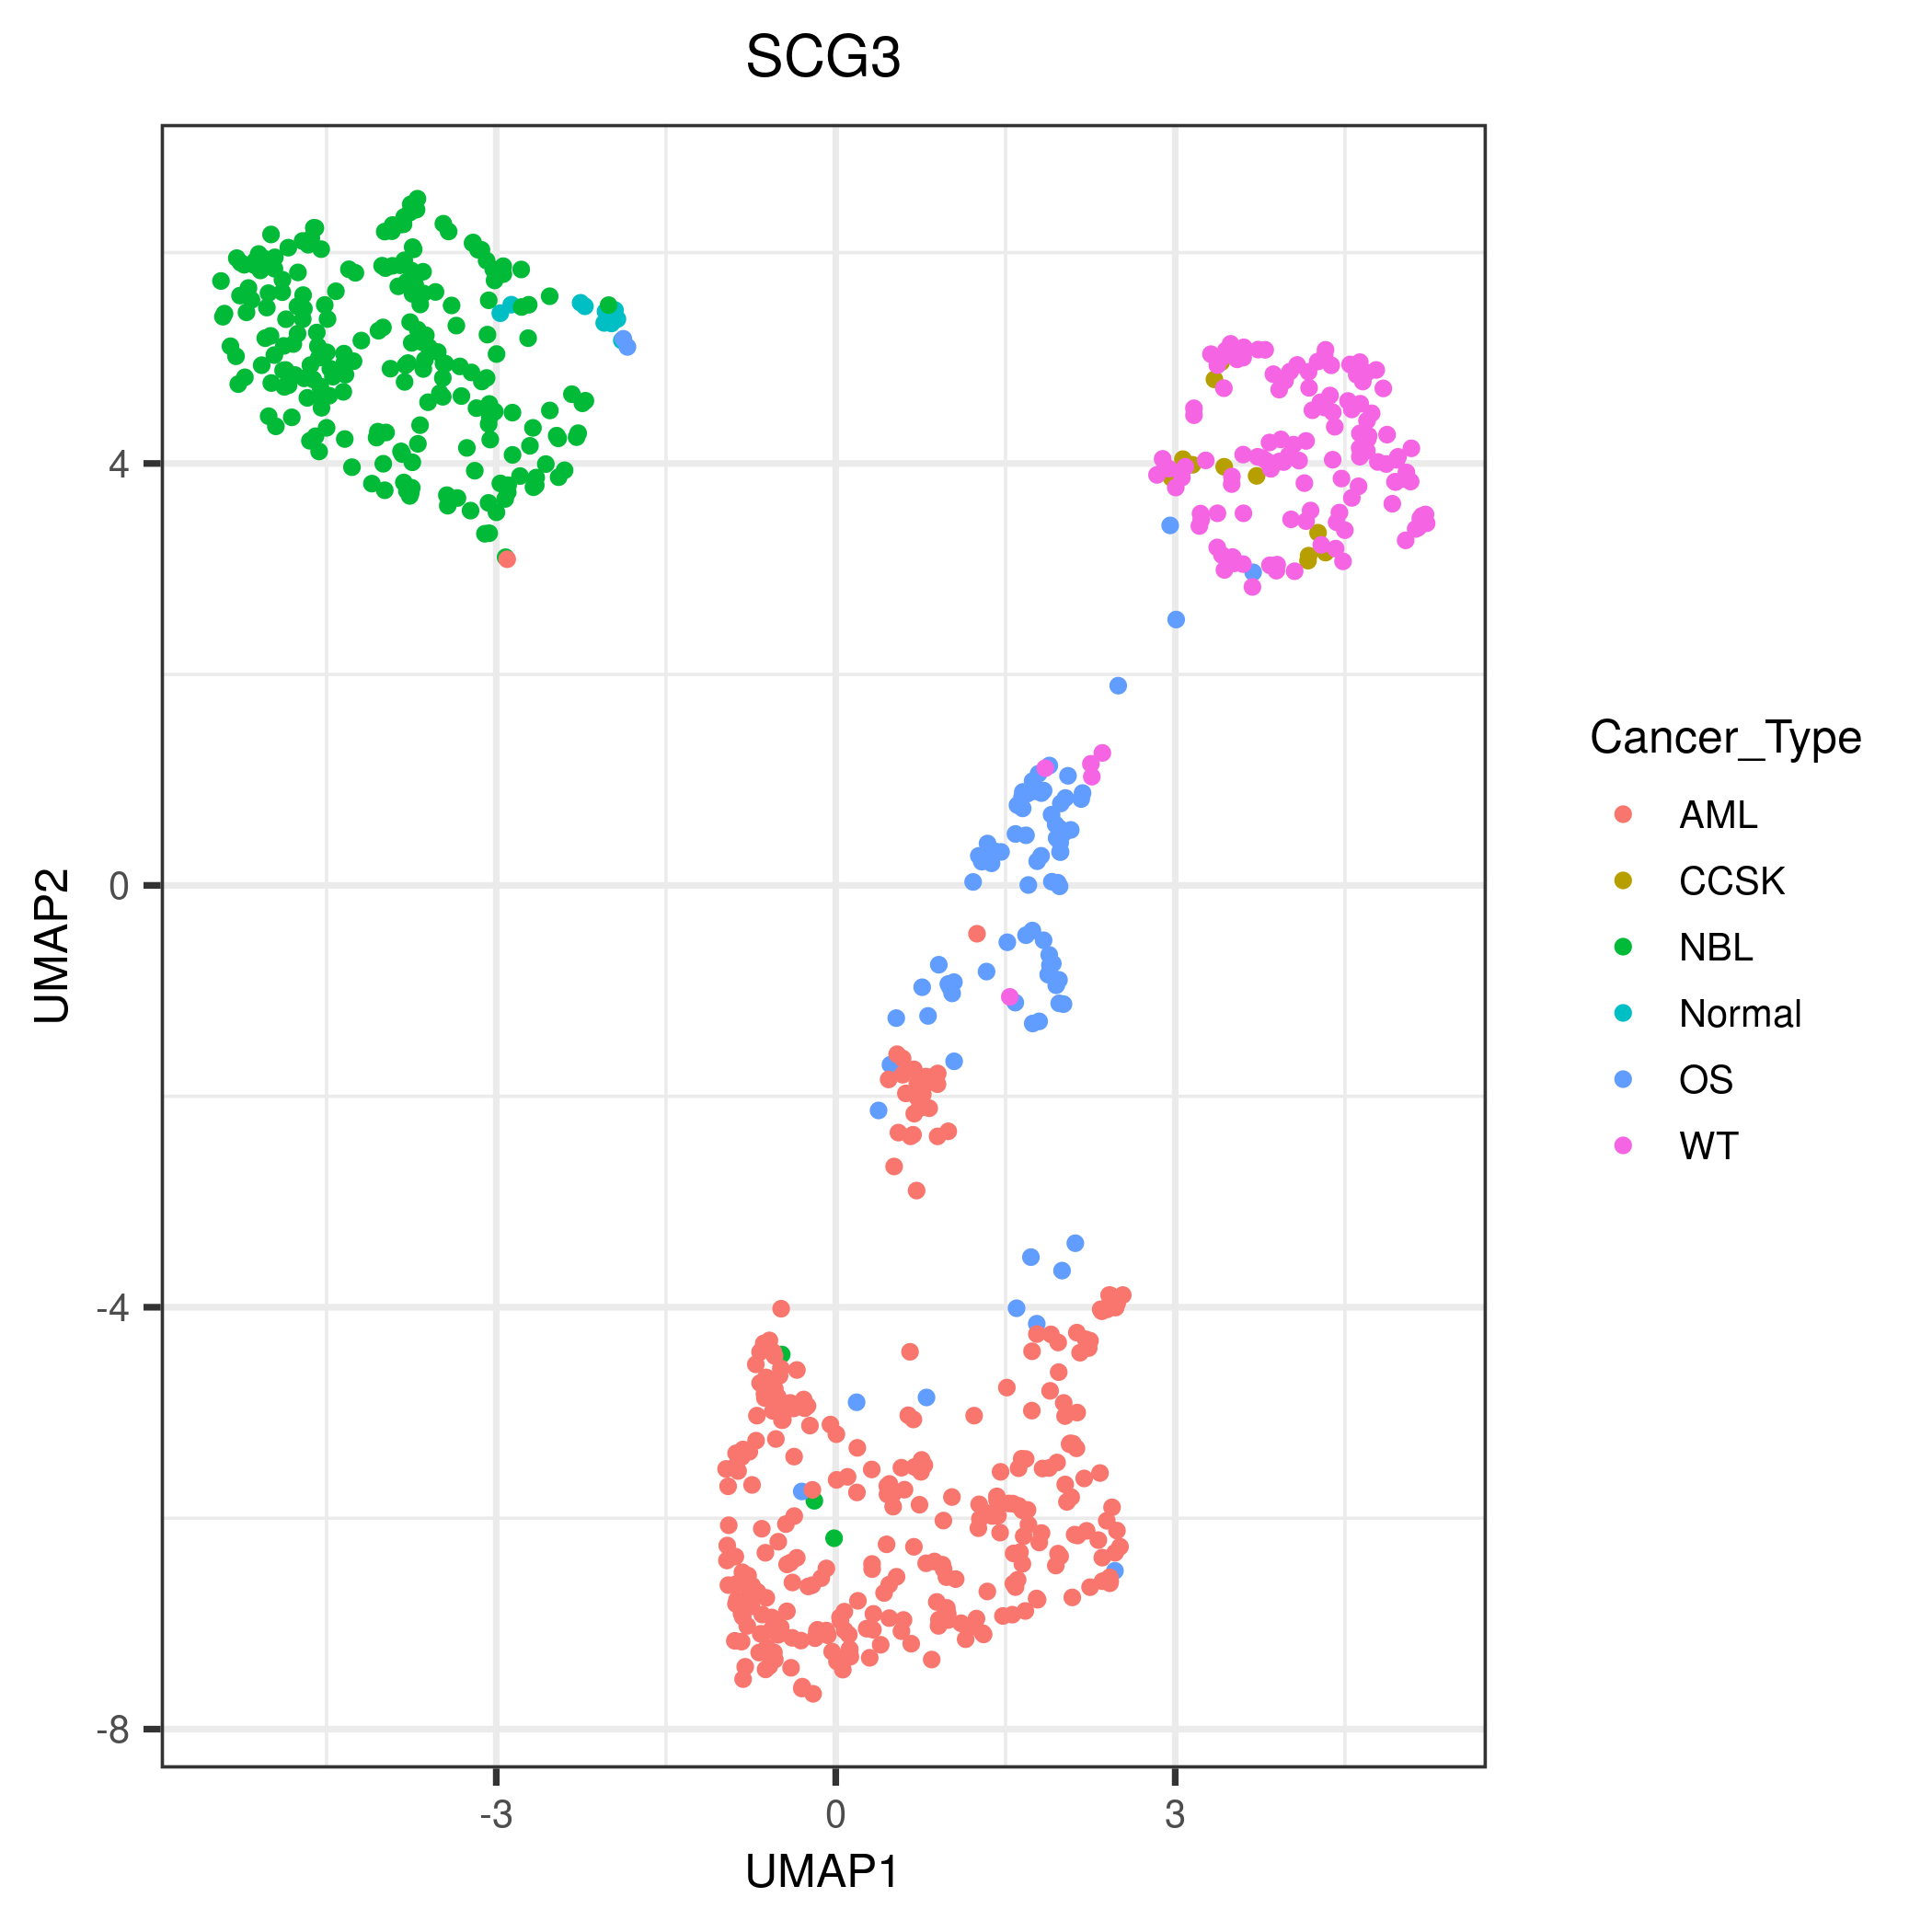 SCG3
4
0
-4
-8
UMAP2
-3
0
3
UMAP1
Cancer_Type
AML
CCSK
NBL
Normal
OS
WT